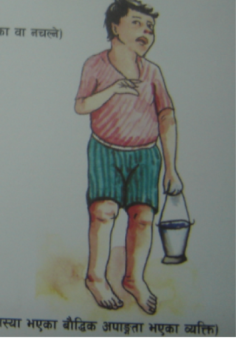 का वा नचल्ने)
स्या भएका बौद्धिक अपाङ्गता भएका व्यक्ति)